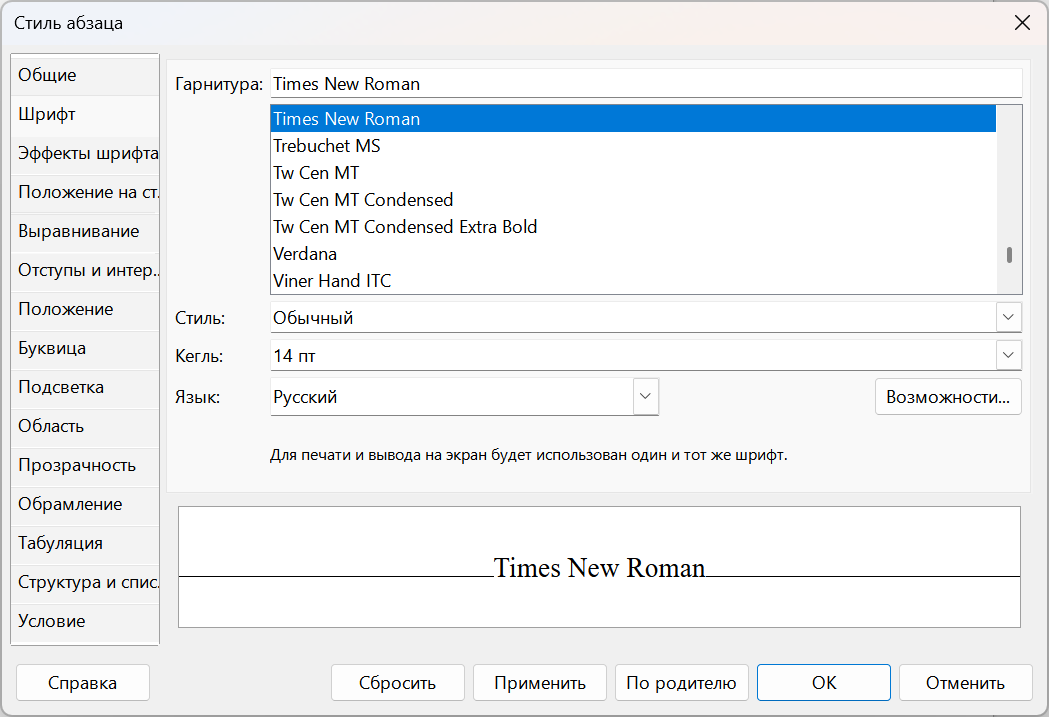 Стиль абзаца
Общие
Шрифт
Эффекты шрифта
Положение на ст.
Выравнивание
Отступы и интер..
Положение
Буквица
Подсветка
Область
Прозрачность
Обрамление
Табуляция
Структура и спис.
Условие
Гарнитура: Times New Roman
Times New Roman
Trebuchet MS
Tw Cen MT
Tw Cen MT Condensed
Tw Cen MT Condensed Extra Bold
Verdana
Viner Hand ITC
Стиль: Обычный
Кегль: 14 пт
Язык: Русский Возможности...
Для печати и вывода на экран будет использован один и тот же шрифт.
Times New Roman
Справка Сбросить Применить По родителю ОК Отменить